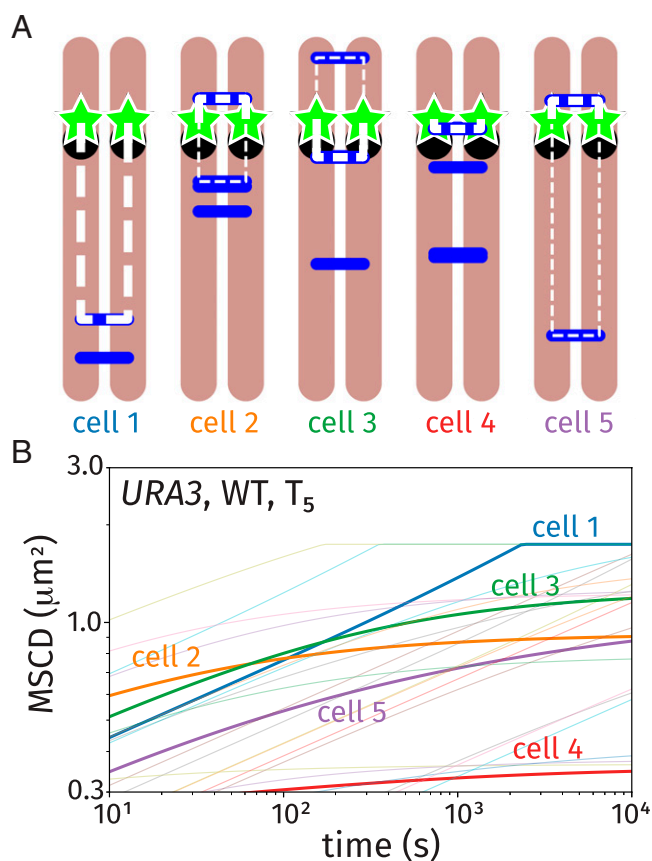 A
cell 1 cell 2 cell 3 cell 4 cell 5
B
URA3, WT, T₅
MSCD (μm²)
3.0
1.0
0.3
cell 1
cell 3
cell 2
cell 5
cell 4
10¹ 10² 10³ 10⁴
time (s)